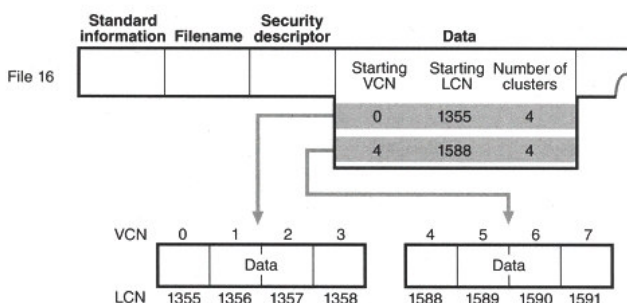 Standard information Filename Security descriptor Data
File 16
Starting VCN Starting LCN Number of clusters
0 1355 4
4 1588 4
VCN 0 1 2 3 4 5 6 7
Data Data
LCN 1355 1356 1357 1358 1588 1589 1590 1591